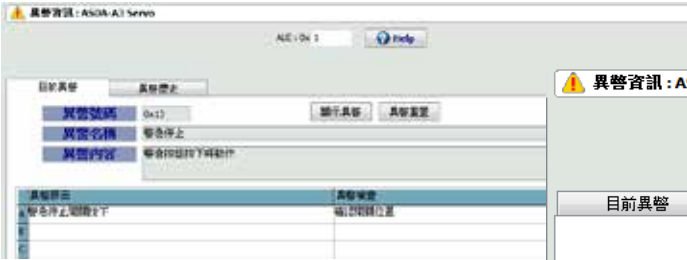 異警資訊 : ASDA-A3 Servo
ALE : 0x 1
Help
目前異警
異警歷史
異警號碼
0x13
顯示異警
異警重置
異警名稱
緊急停止
異警內容
緊急按鈕按下時動作
異警原因
異警檢查
A
緊急停止開關按下
確認開關位置
B
C
異警資訊 : A
目前異警